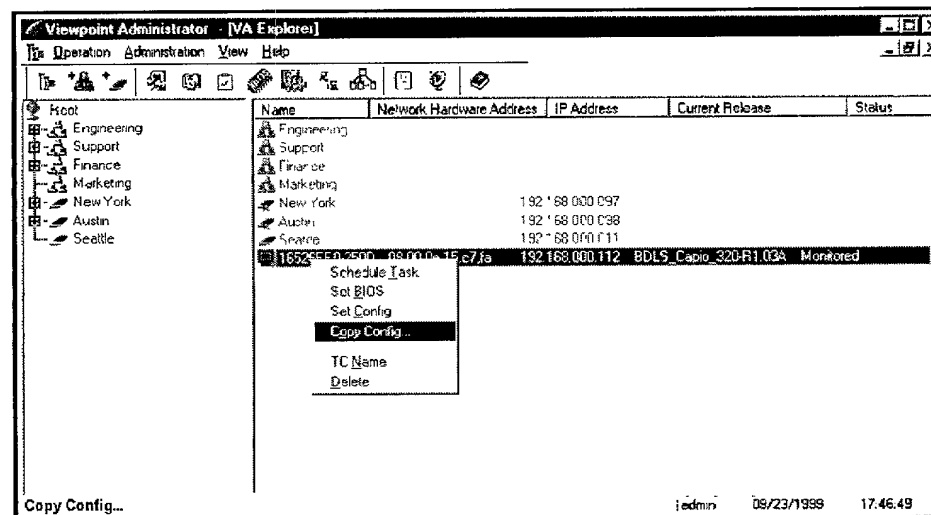 Viewpoint Administrator - [VA Explorer]
Operation Administration View Help
Root
Engineering
Support
Finance
Marketing
New York
Austin
Seattle
Name Network Hardware Address IP Address Current Release Status
Engineering
Support
Finance
Marketing
New York 192.168.000.097
Austin 192.168.000.098
Seattle 192.168.000.011
192.168.000.112 BDLS_Capio_320-R1.03A Monitored
Schedule Task
Set BIOS
Set Config
Copy Config...
TC Name
Delete
Copy Config... admin 09/23/1999 17:46:49